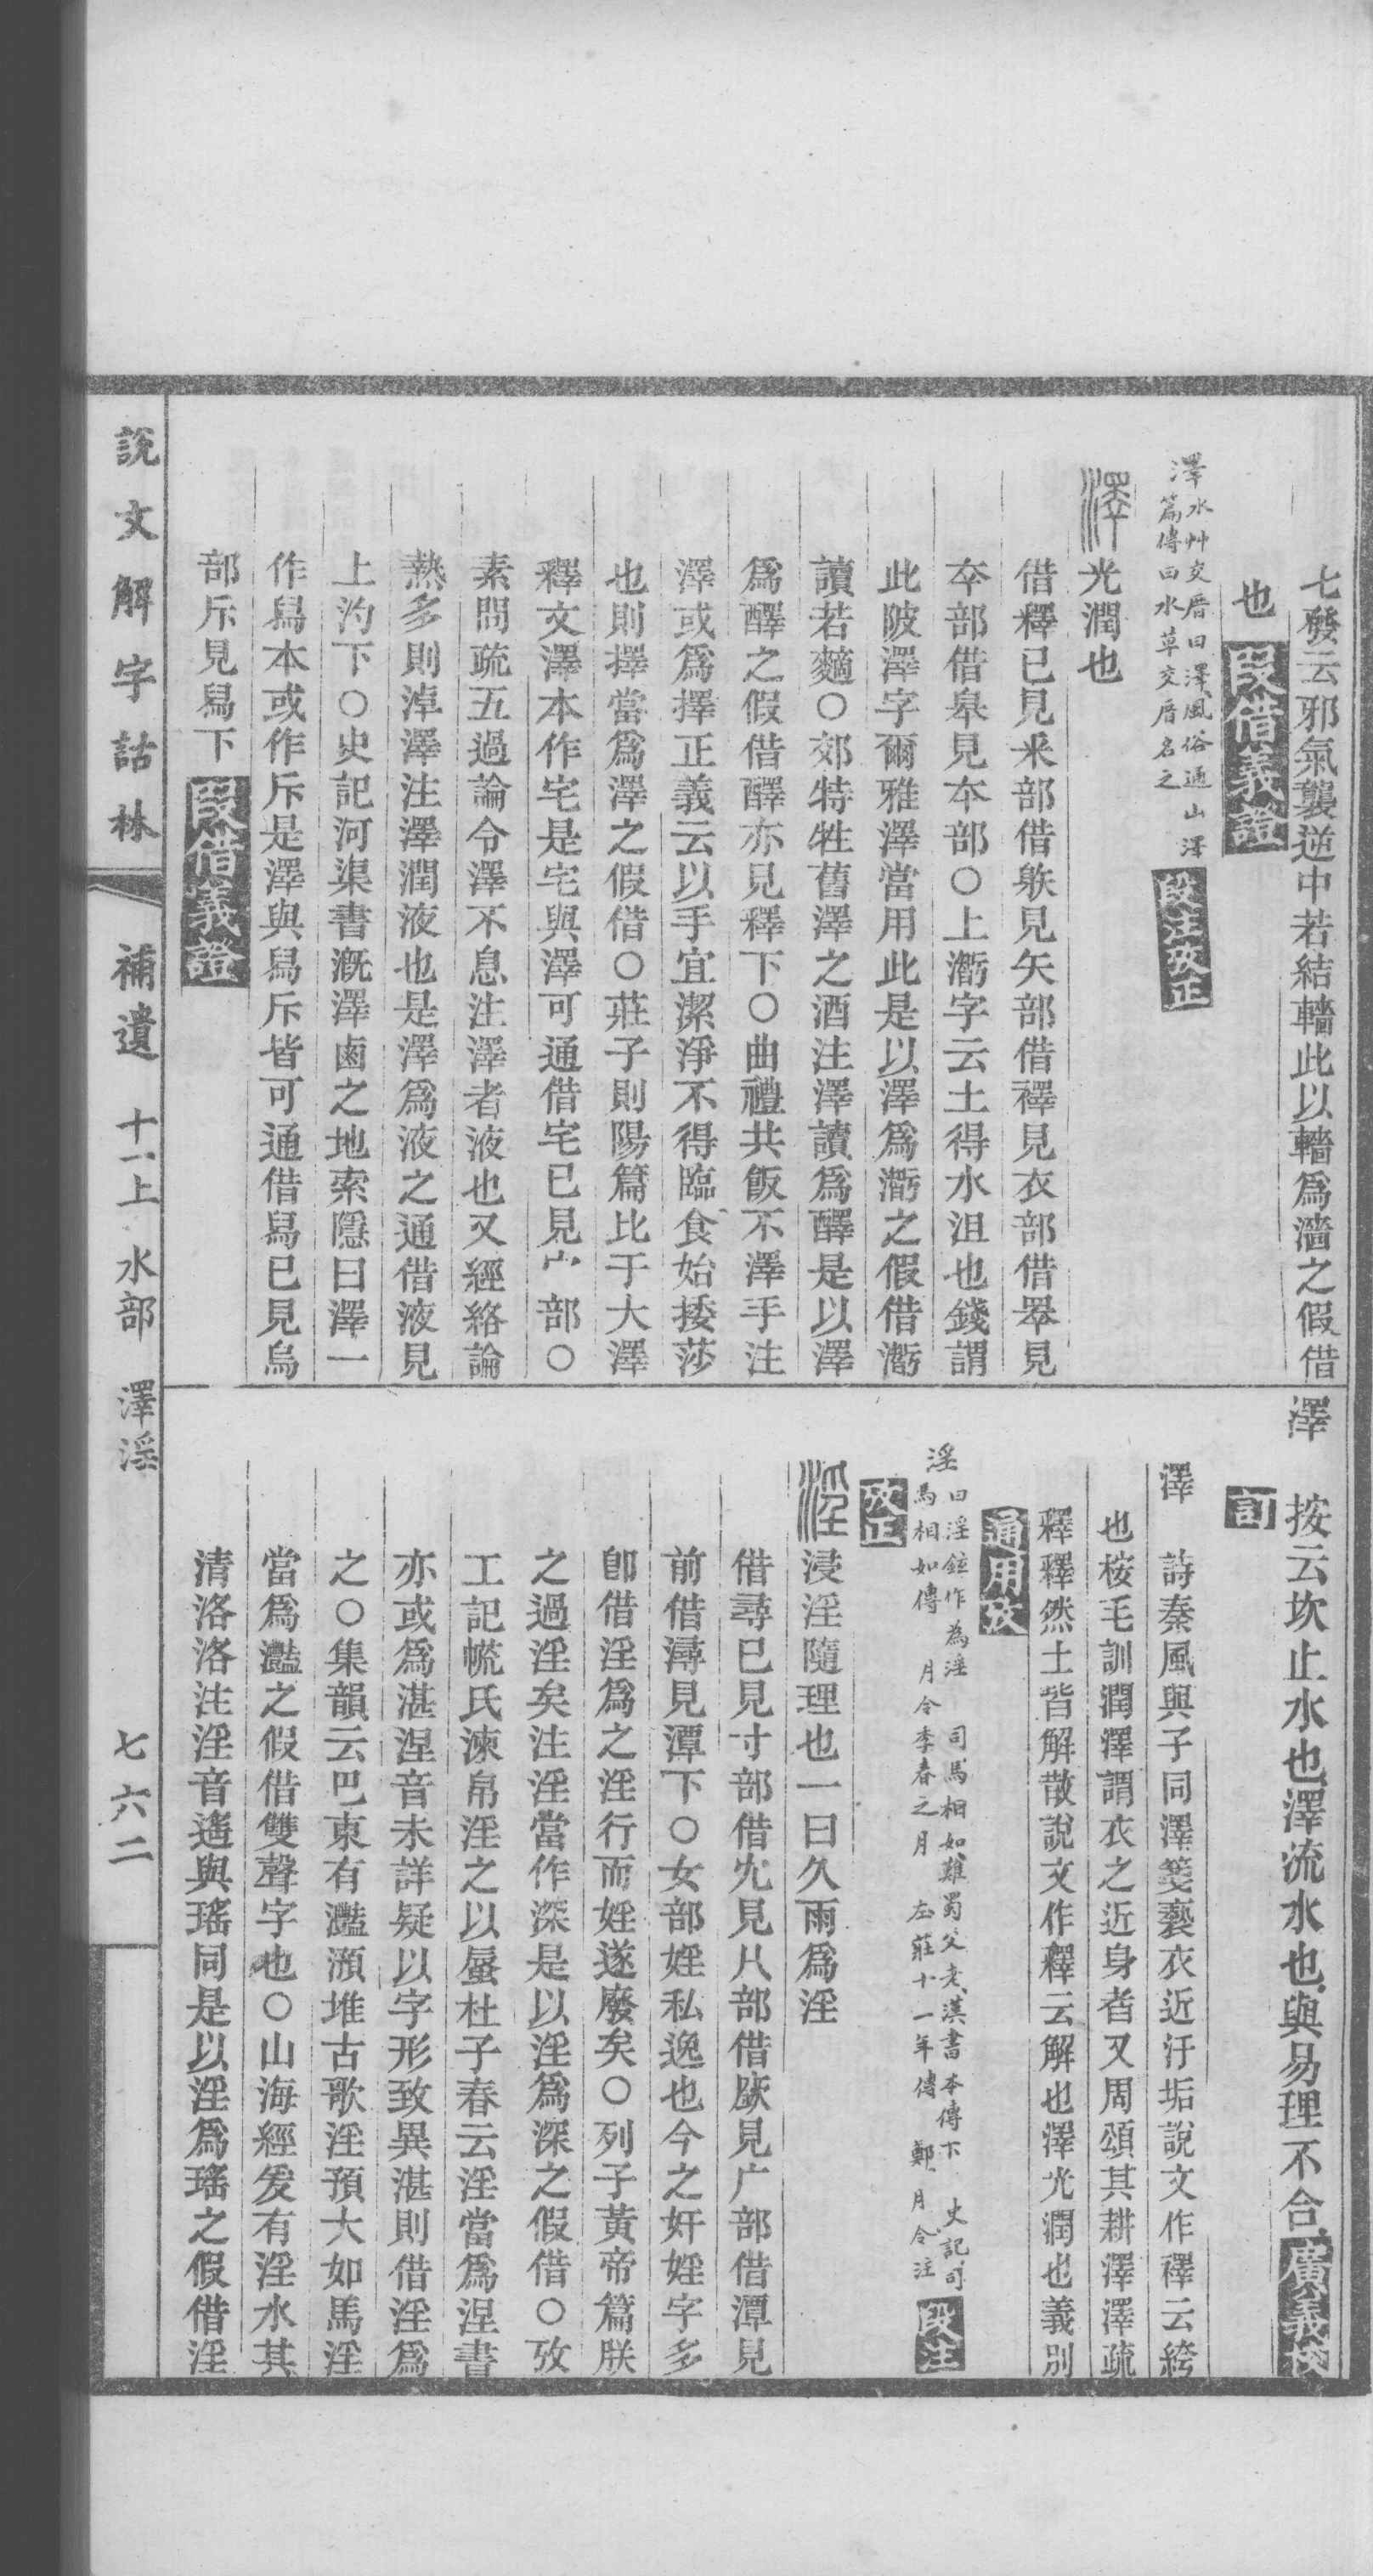 七發云邪氣襲逆中若結轖此以轖爲濇之假借
也 叚借義證
澤 水艸交厝曰澤 風俗通 山澤
篇傳曰水草交厝名之 段注攷正
澤 光潤也
借釋已見釆部借䠶見矢部借襗見衣部借睪見
㚔部借皋見夲部○上㵿字云土得水沮也錢謂
此陂澤字爾雅澤當用此是以澤爲㵿之假借㵿
讀若䵂○郊特牲舊澤之酒注澤讀爲醳是以澤
爲醳之假借醳亦見釋下○曲禮共飯不澤手注
澤或爲擇正義云以手宜潔淨不得臨食始捼莎
也則擇當爲澤之假借○莊子則陽篇比于大澤
釋文澤本作宅是宅與澤可通借宅已見宀部○
素問疏五過論令澤不息注澤者液也又經絡論
熱多則淖澤注澤潤液也是澤爲液之通借液見
上汋下○史記河渠書漑澤鹵之地索隱曰澤一
作舄本或作斥是澤與舄斥皆可通借舄已見烏
部斥見舄下 叚借義證
澤 按云坎止水也澤流水也與易理不合 廣義校
訂
澤 詩秦風與子同澤箋褻衣近汙垢說文作襗云絝
也桉毛訓潤澤謂衣之近身者又周頌其耕澤澤疏
釋釋然土皆解散說文作釋云解也澤光潤也義別
通用攷
淫 曰淫鉉作為淫 司馬相如難蜀父老漢書本傳下 史記司
馬相如傳 月令季春之月 左莊十一年傳 鄭月令注 段注
攷正
淫 浸淫隨理也一曰久雨爲淫
借尋已見寸部借冘見八部借廞見广部借潭見
前借潯見潭下○女部婬私逸也今之奸婬字多
卽借淫爲之淫行而婬遂廢矣○列子黃帝篇朕
之過淫矣注淫當作深是以淫爲深之假借○攷
工記㡛氏湅帛淫之以蜃杜子春云淫當爲涅書
亦或爲湛涅音未詳疑以字形致異湛則借淫爲
之○集韻云巴東有灩澦堆古歌淫預大如馬淫
當爲灩之假借雙聲字也○山海經爰有淫水其
清洛洛注淫音遙與瑤同是以淫爲瑤之假借淫
說文解字詁林 補遺 十一上 水部 澤淫 七六二